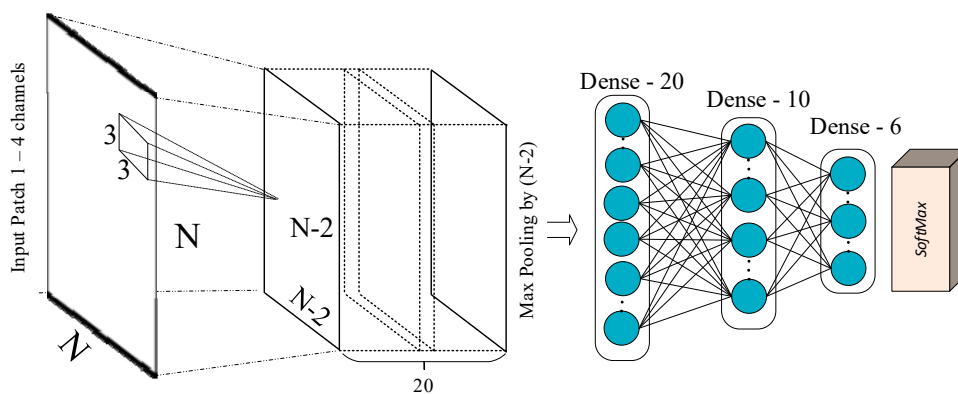 Input Patch 1 – 4 channels
3
3
N
N
N-2
N-2
20
Max Pooling by (N-2)
Dense - 20
Dense - 10
Dense - 6
SoftMax